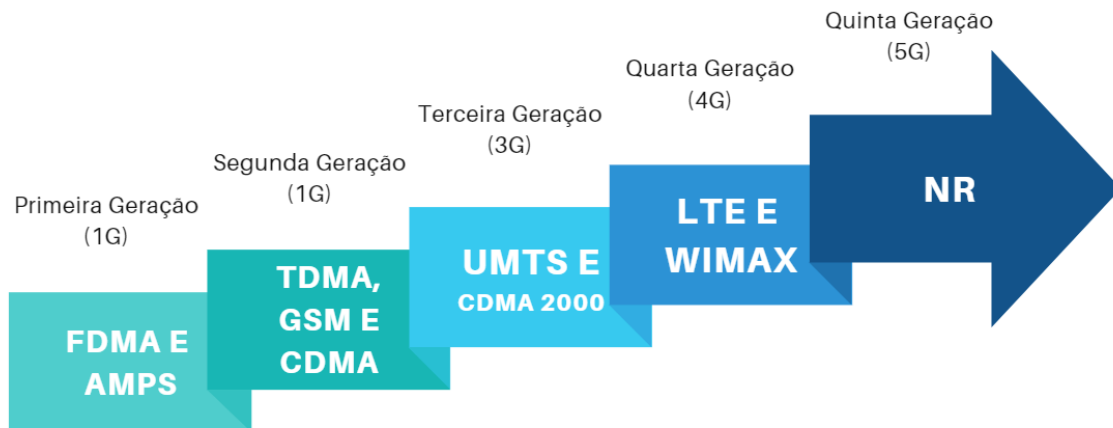 Primeira Geração
(1G)
FDMA E
AMPS
Segunda Geração
(1G)
TDMA,
GSM E
CDMA
Terceira Geração
(3G)
UMTS E
CDMA 2000
Quarta Geração
(4G)
LTE E
WIMAX
Quinta Geração
(5G)
NR